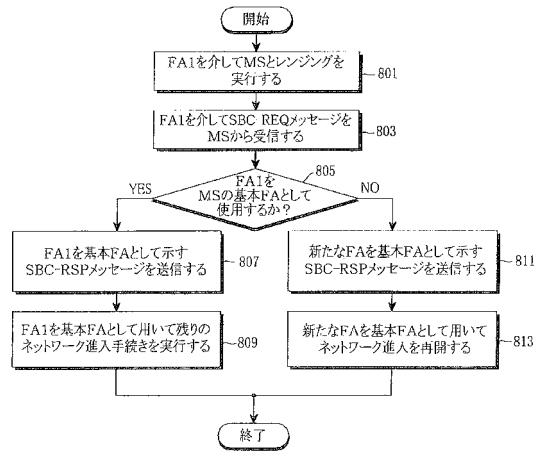 開始
FA1を介してMSとレンジングを
実行する
801
FA1を介してSBC-REQメッセージを
MSから受信する
803
805
FA1を
MSの基本FAとして
使用するか?
YES
NO
FA1を基本FAとして示す
SBC-RSPメッセージを送信する
807
新たなFAを基本FAとして示す
SBC-RSPメッセージを送信する
811
FA1を基本FAとして用いて残りの
ネットワーク進入手続きを実行する
809
新たなFAを基本FAとして用いて
ネットワーク進入を再開する
813
終了